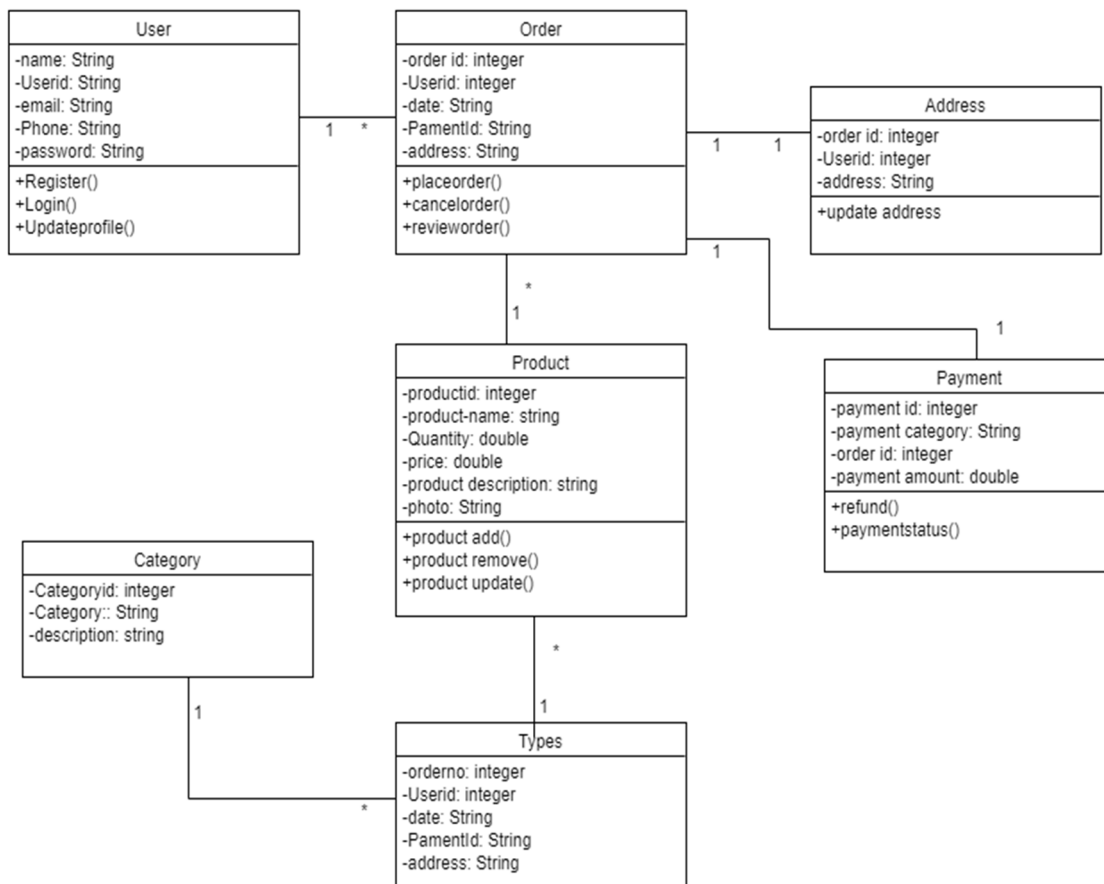 User
-name: String
-Userid: String
-email: String
-Phone: String
-password: String
+Register()
+Login()
+Updateprofile()
1
*
Order
-order id: integer
-Userid: integer
-date: String
-PamentId: String
-address: String
+placeorder()
+cancelorder()
+revieworder()
1
1
Address
-order id: integer
-Userid: integer
-address: String
+update address
1
1
*
1
Product
-productid: integer
-product-name: string
-Quantity: double
-price: double
-product description: string
-photo: String
+product add()
+product remove()
+product update()
Payment
-payment id: integer
-payment category: String
-order id: integer
-payment amount: double
+refund()
+paymentstatus()
Category
-Categoryid: integer
-Category:: String
-description: string
1
*
*
1
Types
-orderno: integer
-Userid: integer
-date: String
-PamentId: String
-address: String